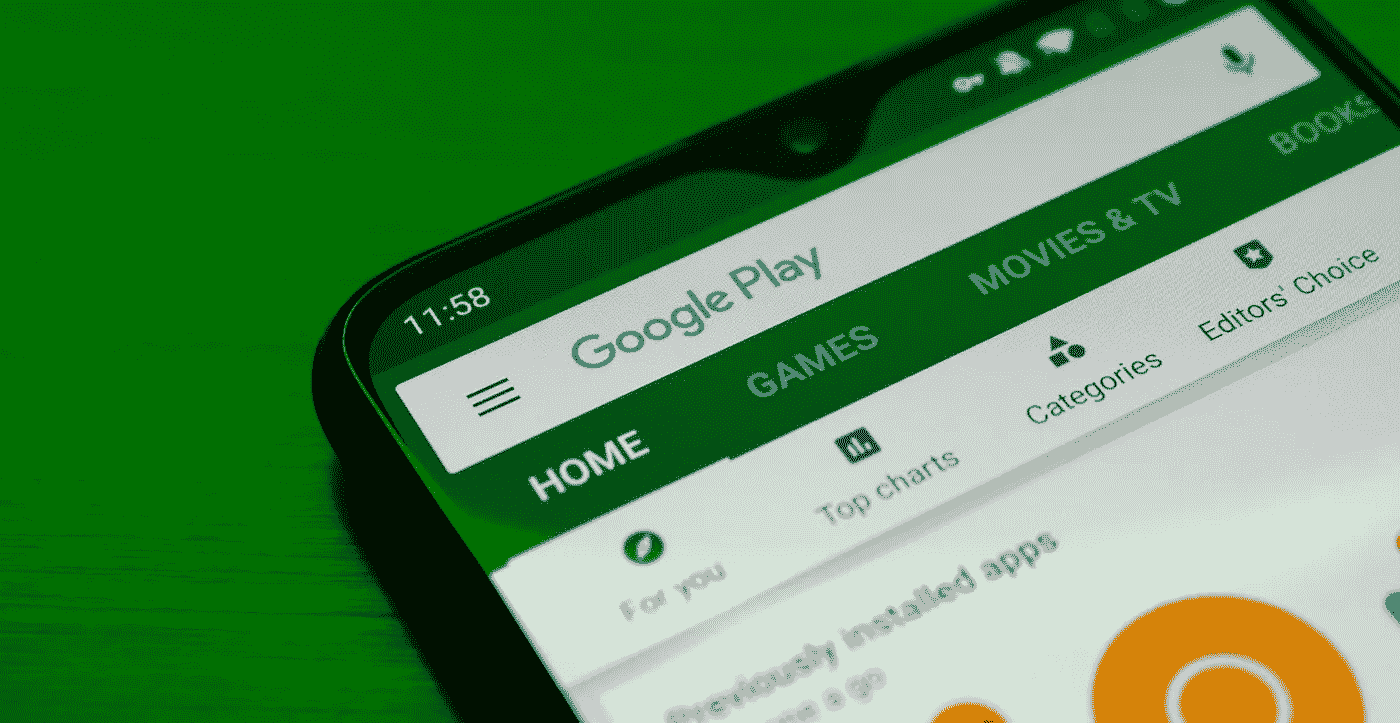 11:58
Google Play
HOME GAMES MOVIES & TV BOOKS
For you Top charts Categories Editors' Choice
Previously installed apps
a go